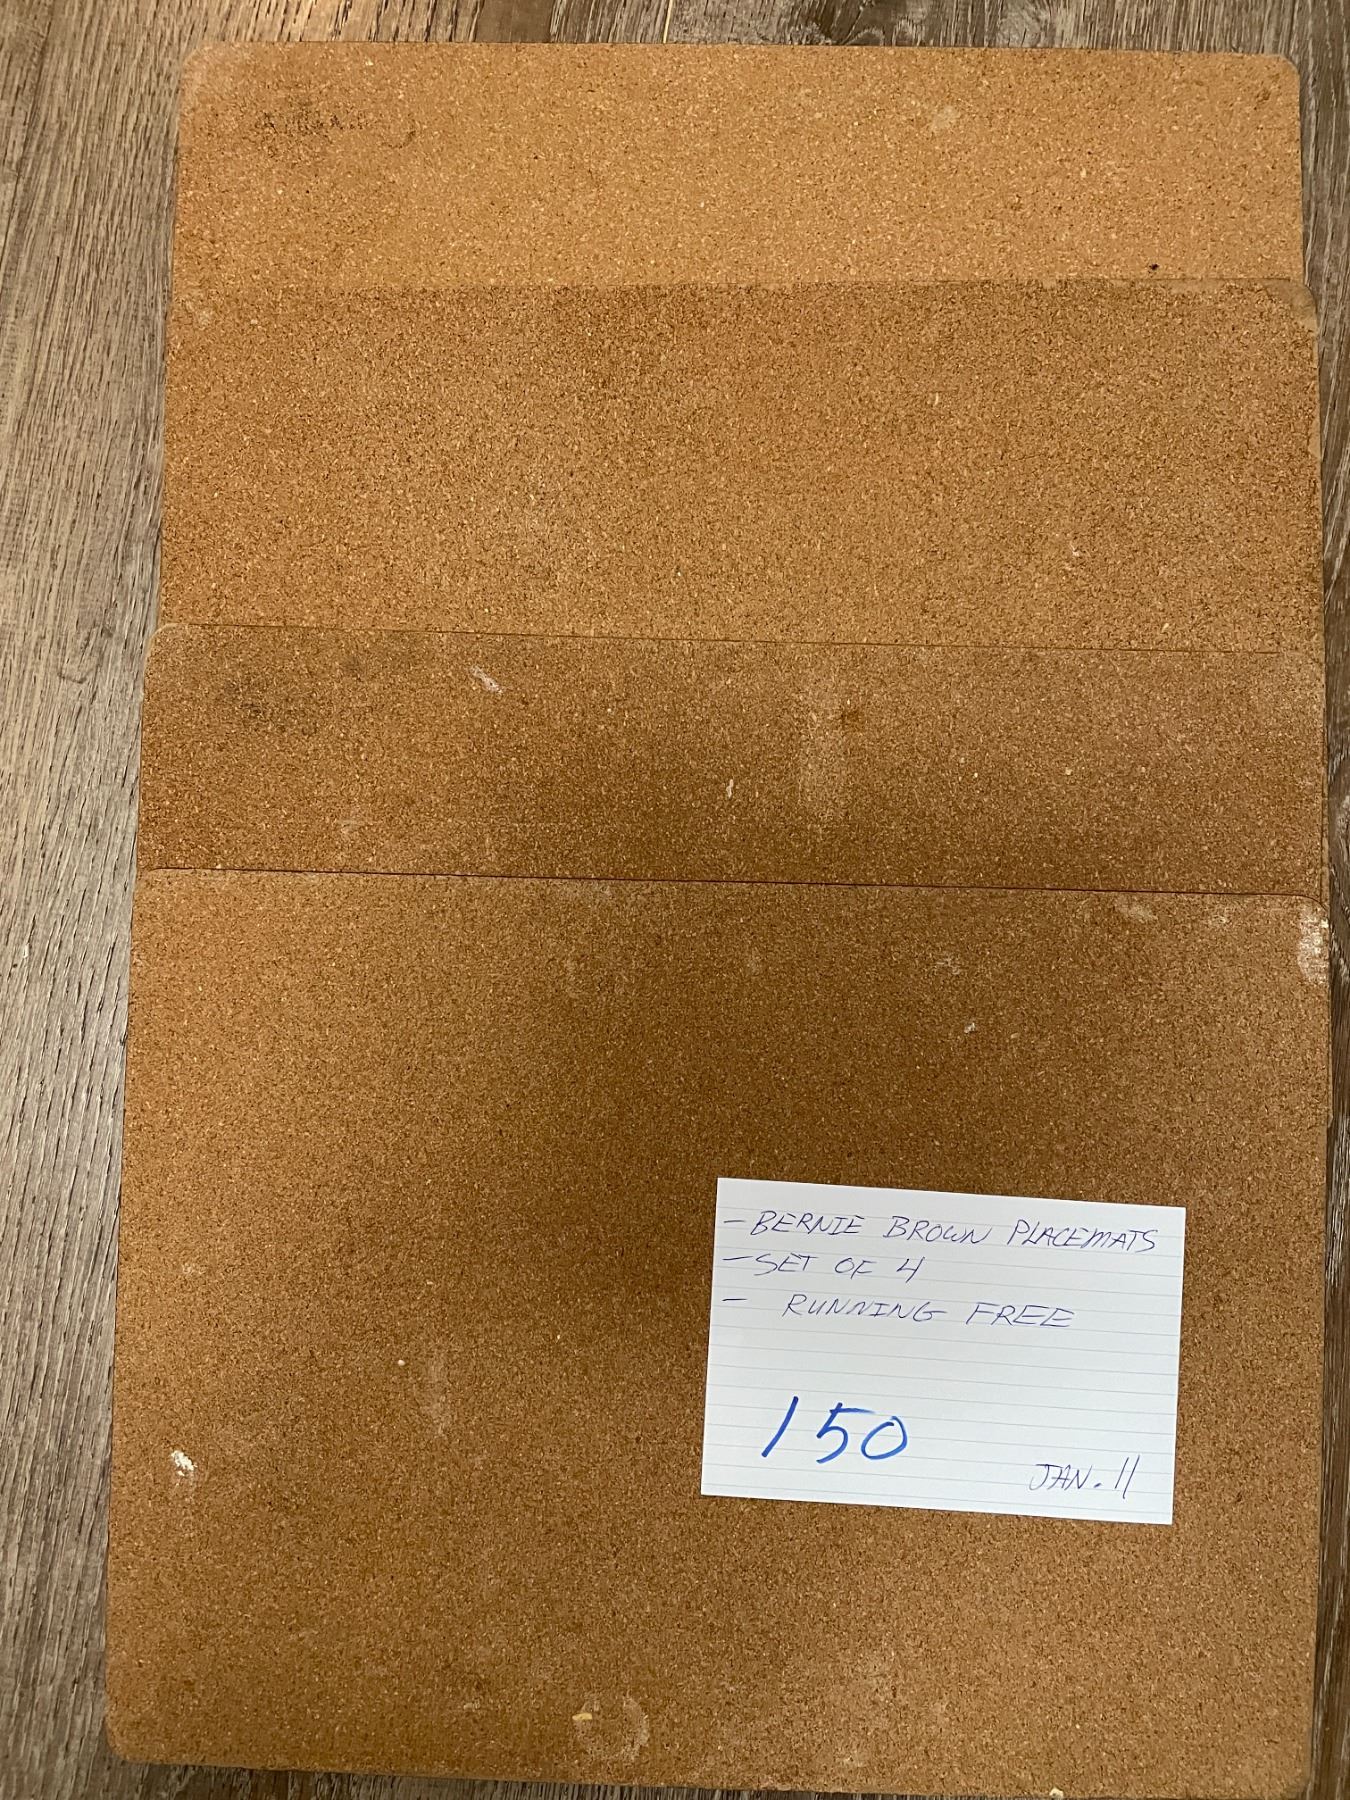 - BERNIE BROWN PLACEMATS
- SET OF 4
- RUNNING FREE
150
JAN. 11